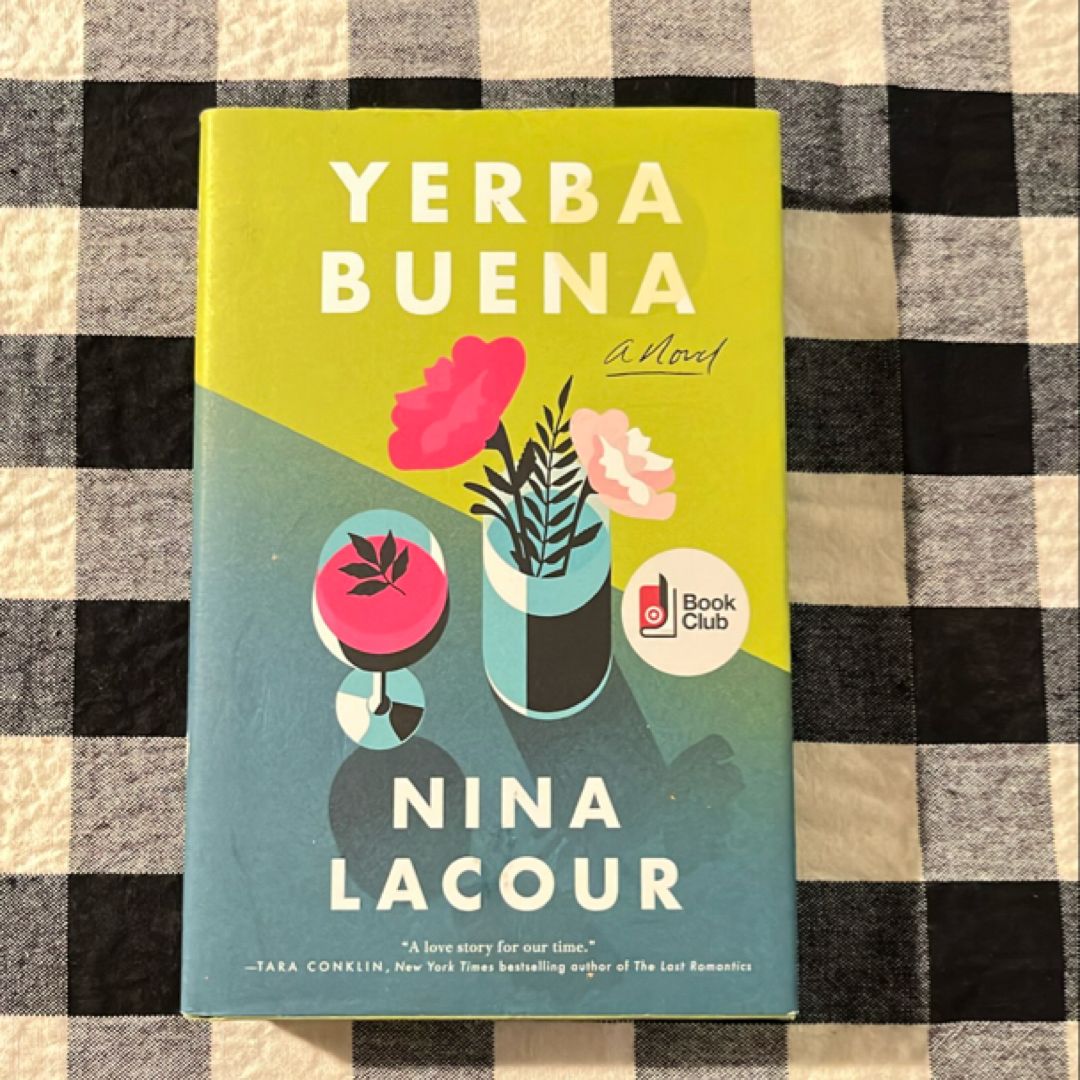 YERBA
BUENA
a novel
Book
Club
NINA
LACOUR
“A love story for our time.”
—TARA CONKLIN, New York Times bestselling author of The Last Romantics